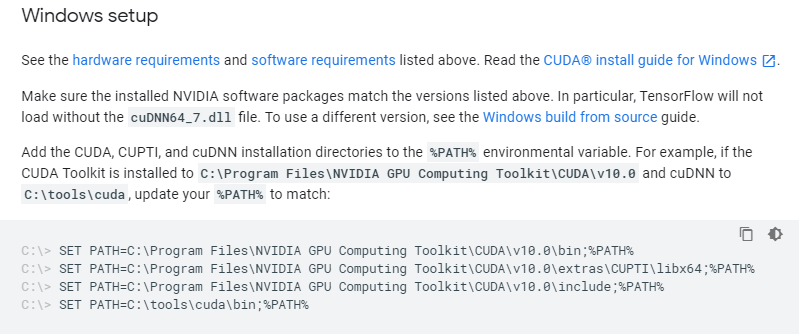 Windows setup
See the hardware requirements and software requirements listed above. Read the CUDA® install guide for Windows.
Make sure the installed NVIDIA software packages match the versions listed above. In particular, TensorFlow will not
load without the cuDNN64_7.dll file. To use a different version, see the Windows build from source guide.
Add the CUDA, CUPTI, and cuDNN installation directories to the %PATH% environmental variable. For example, if the
CUDA Toolkit is installed to C:\Program Files\NVIDIA GPU Computing Toolkit\CUDA\v10.0 and cuDNN to
C:\tools\cuda, update your %PATH% to match:
C:\> SET PATH=C:\Program Files\NVIDIA GPU Computing Toolkit\CUDA\v10.0\bin;%PATH%
C:\> SET PATH=C:\Program Files\NVIDIA GPU Computing Toolkit\CUDA\v10.0\extras\CUPTI\libx64;%PATH%
C:\> SET PATH=C:\Program Files\NVIDIA GPU Computing Toolkit\CUDA\v10.0\include;%PATH%
C:\> SET PATH=C:\tools\cuda\bin;%PATH%